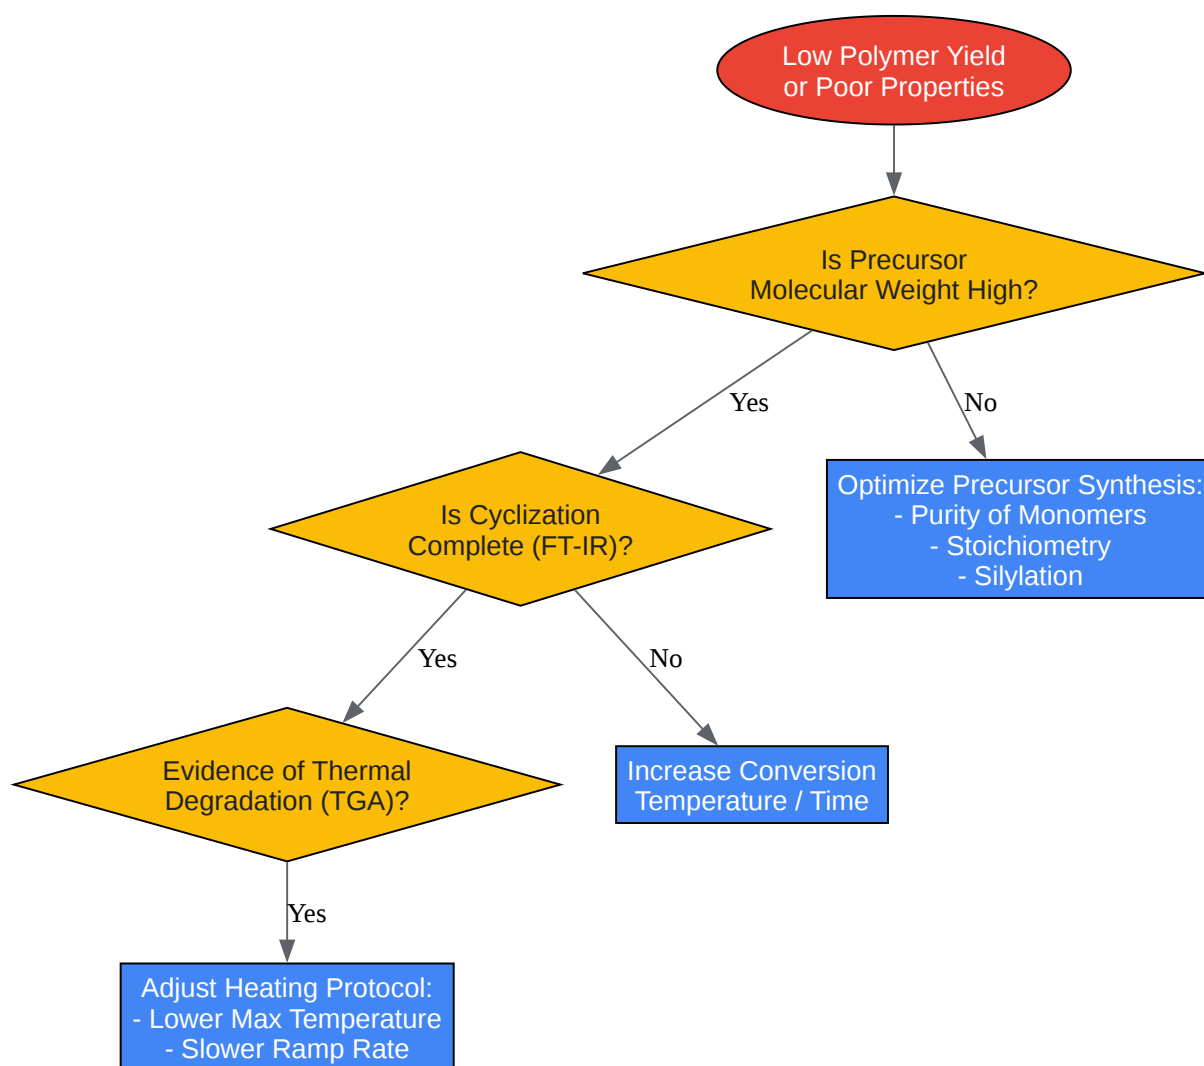 Low Polymer Yield
or Poor Properties
Is Precursor
Molecular Weight High?
Yes
No
Optimize Precursor Synthesis:
- Purity of Monomers
- Stoichiometry
- Silylation
Is Cyclization
Complete (FT-IR)?
Yes
No
Increase Conversion
Temperature / Time
Evidence of Thermal
Degradation (TGA)?
Yes
Adjust Heating Protocol:
- Lower Max Temperature
- Slower Ramp Rate